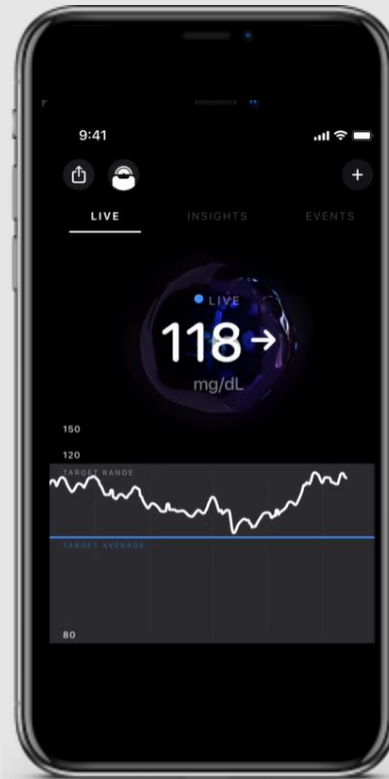 9:41
LIVE INSIGHTS EVENTS
LIVE
118
mg/dL
150
120
TARGET RANGE
TARGET AVERAGE
80